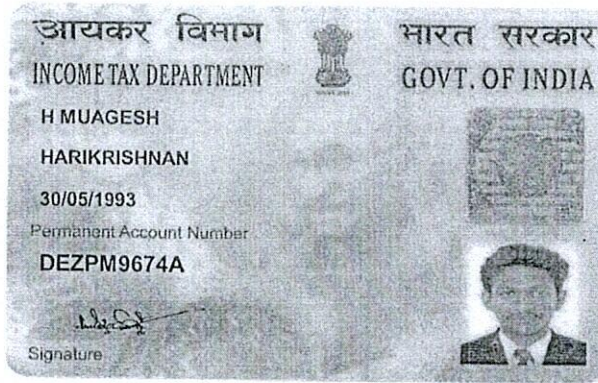 आयकर विभाग
भारत सरकार
INCOME TAX DEPARTMENT
GOVT. OF INDIA
H MUAGESH
HARIKRISHNAN
30/05/1993
Permanent Account Number
DEZPM9674A
Signature